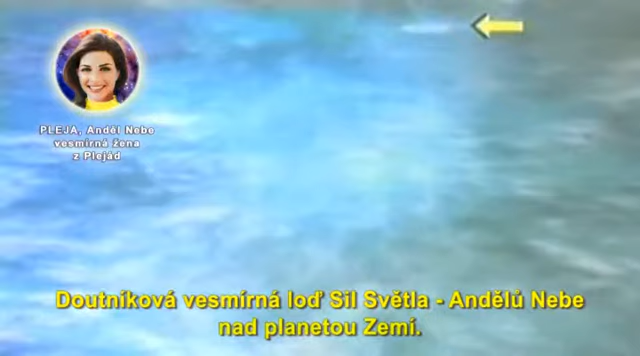 PLEJA, Anděl Nebe
vesmírná žena
z Plejád
Doutníková vesmírná loď Sil Světla - Andělů Nebe
nad planetou Zemí.